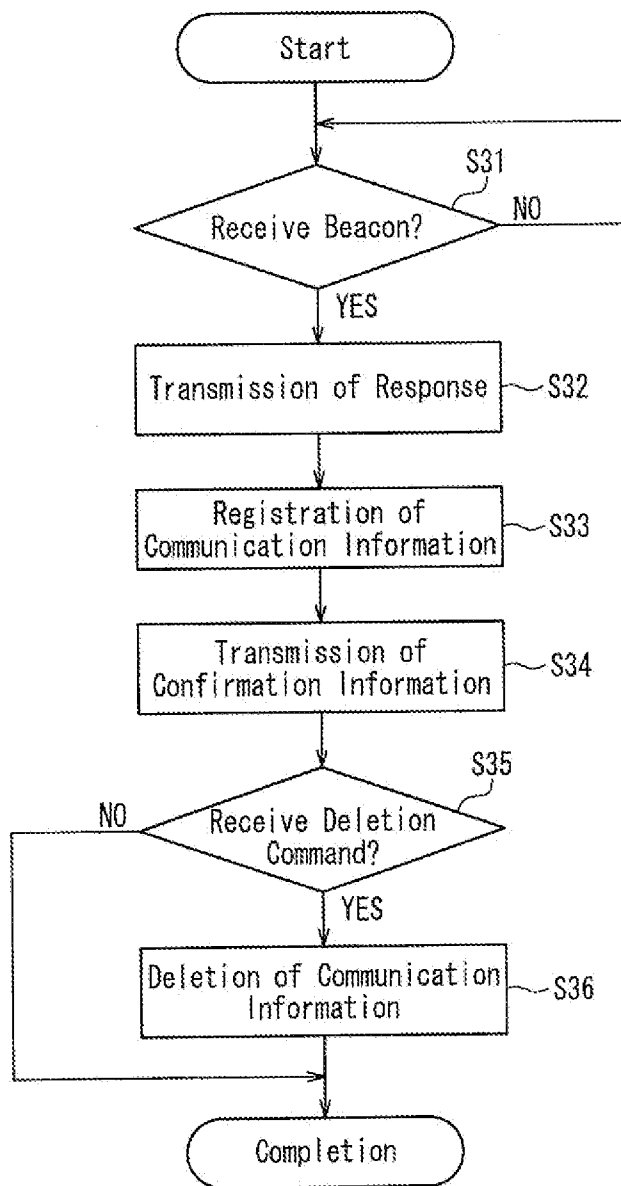 Start
S31
Receive Beacon?
NO
YES
Transmission of Response
S32
Registration of
Communication Information
S33
Transmission of
Confirmation Information
S34
S35
NO
Receive Deletion
Command?
YES
Deletion of Communication
Information
S36
Completion